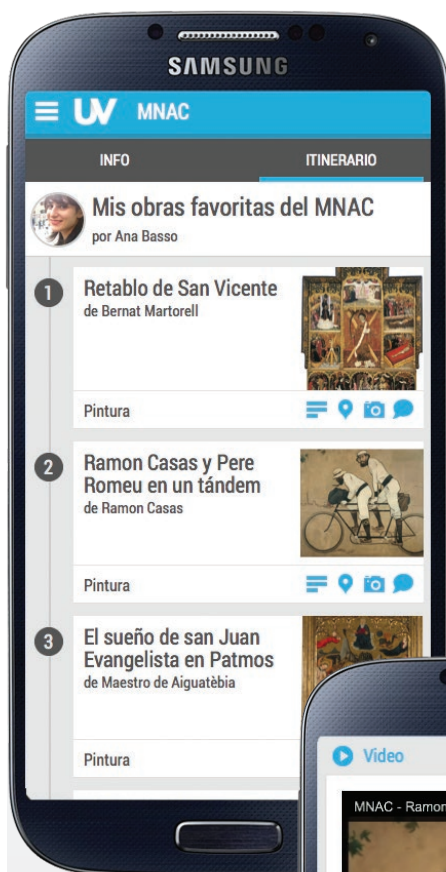 SAMSUNG
UV MNAC
INFO ITINERARIO
Mis obras favoritas del MNAC
por Ana Basso
1
Retablo de San Vicente
de Bernat Martorell
Pintura
2
Ramon Casas y Pere
Romeu en un tándem
de Ramon Casas
Pintura
3
El sueño de san Juan
Evangelista en Patmos
de Maestro de Aiguatèbia
Pintura
Video
MNAC - Ramon